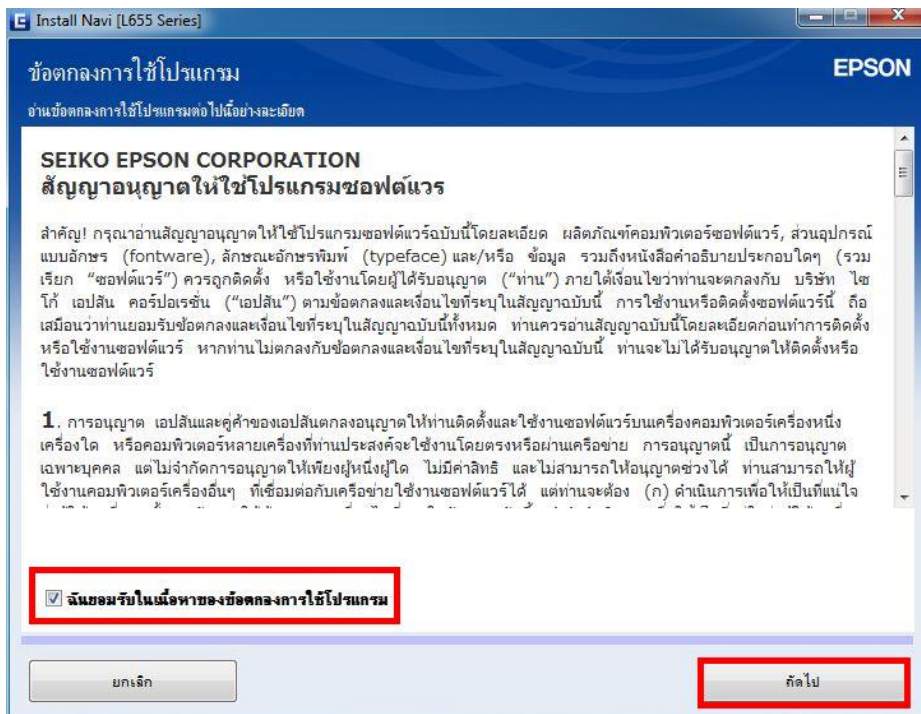 Install Navi [L655 Series]
ข้อตกลงการใช้โปรแกรม
EPSON
อ่านข้อตกลงการใช้โปรแกรมต่อไปนี้อย่างละเอียด
SEIKO EPSON CORPORATION
สัญญาอนุญาตให้ใช้โปรแกรมซอฟต์แวร์
สำคัญ! กรุณาอ่านสัญญาอนุญาตให้ใช้โปรแกรมซอฟต์แวร์ฉบับนี้โดยละเอียด ผลิตภัณฑ์คอมพิวเตอร์ซอฟต์แวร์, ส่วนอุปกรณ์
แบบอักษร (fontware), ลักษณะอักษรพิมพ์ (typeface) และ/หรือ ข้อมูล รวมถึงหนังสือคำอธิบายประกอบใดๆ (รวม
เรียก “ซอฟต์แวร์”) ควรถูกติดตั้ง หรือใช้งานโดยผู้ได้รับอนุญาต (“ท่าน”) ภายใต้เงื่อนไขว่าท่านจะตกลงกับ บริษัท ไซ
โก้ เอปสัน คอร์ปอเรชั่น (“เอปสัน”) ตามข้อตกลงและเงื่อนไขที่ระบุในสัญญาฉบับนี้ การใช้งานหรือติดตั้งซอฟต์แวร์นี้ ถือ
เสมือนว่าท่านยอมรับข้อตกลงและเงื่อนไขที่ระบุในสัญญาฉบับนี้ทั้งหมด ท่านควรอ่านสัญญาฉบับนี้โดยละเอียดก่อนทำการติดตั้ง
หรือใช้งานซอฟต์แวร์ หากท่านไม่ตกลงกับข้อตกลงและเงื่อนไขที่ระบุในสัญญาฉบับนี้ ท่านจะไม่ได้รับอนุญาตให้ติดตั้งหรือ
ใช้งานซอฟต์แวร์
1. การอนุญาต เอปสันและคู่ค้าของเอปสันตกลงอนุญาตให้ท่านติดตั้งและใช้งานซอฟต์แวร์บนเครื่องคอมพิวเตอร์เครื่องหนึ่ง
เครื่องใด หรือคอมพิวเตอร์หลายเครื่องที่ท่านประสงค์จะใช้งานโดยตรงหรือผ่านเครือข่าย การอนุญาตนี้ เป็นการอนุญาต
เฉพาะบุคคล แต่ไม่จำกัดการอนุญาตให้เพียงผู้หนึ่งผู้ใด ไม่มีค่าสิทธิ และไม่สามารถให้อนุญาตช่วงได้ ท่านสามารถให้ผู้
ใช้งานคอมพิวเตอร์เครื่องอื่นๆ ที่เชื่อมต่อกับเครือข่ายใช้งานซอฟต์แวร์ได้ แต่ท่านจะต้อง (ก) ดำเนินการเพื่อให้เป็นที่แน่ใจ
ฉันยอมรับในเนื้อหาของข้อตกลงการใช้โปรแกรม
ยกเลิก
ถัดไป